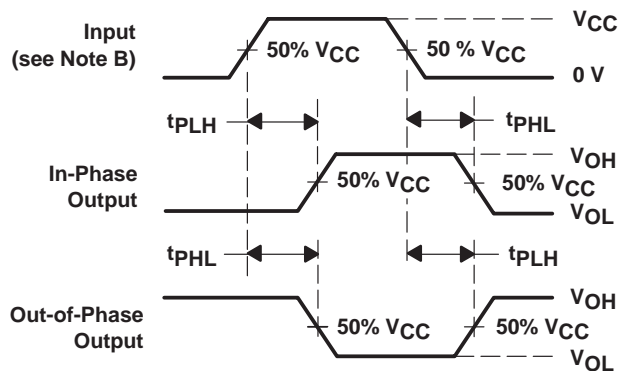 Input
(see Note B)
50% VCC
50 % VCC
VCC
0 V
tPLH
tPHL
In-Phase
Output
50% VCC
50% VCC
VOH
VOL
tPHL
tPLH
Out-of-Phase
Output
50% VCC
50% VCC
VOH
VOL